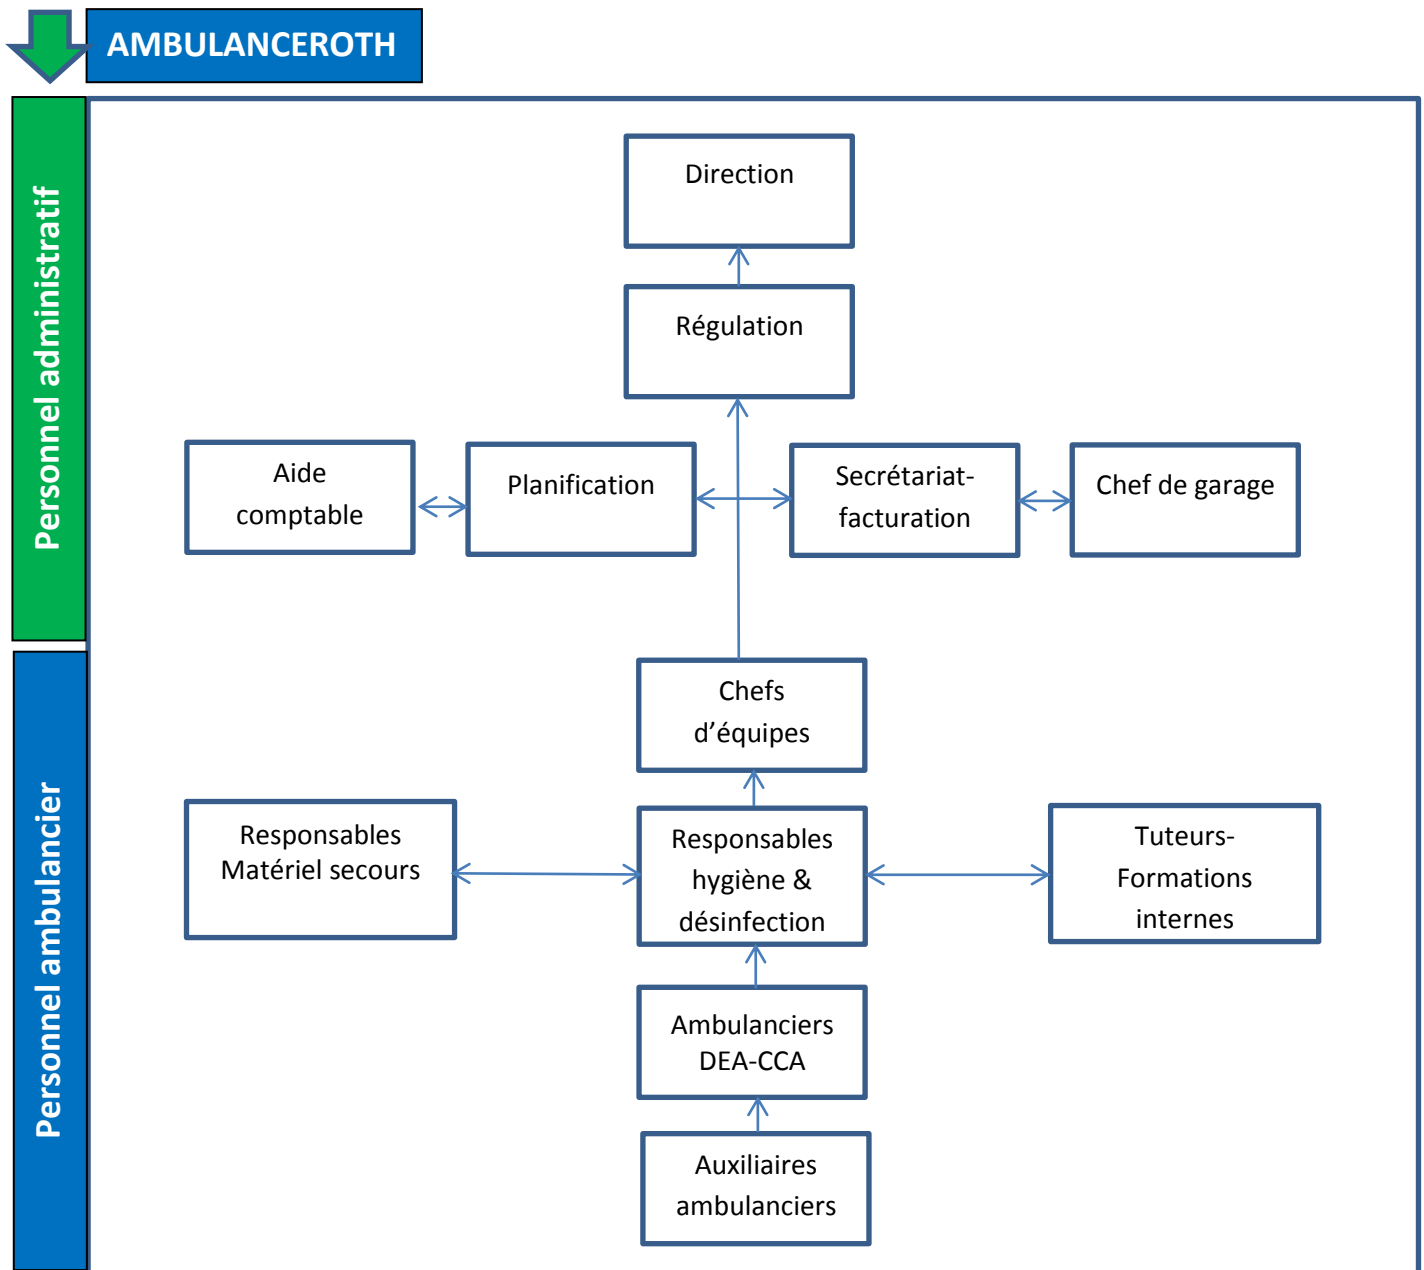 AMBULANCEROTH
Personnel administratif
Direction
Régulation
Aide
comptable
Planification
Secrétariat-
facturation
Chef de garage
Personnel ambulancier
Chefs
d’équipes
Responsables
Matériel secours
Responsables
hygiène &
désinfection
Tuteurs-
Formations
internes
Ambulanciers
DEA-CCA
Auxiliaires
ambulanciers